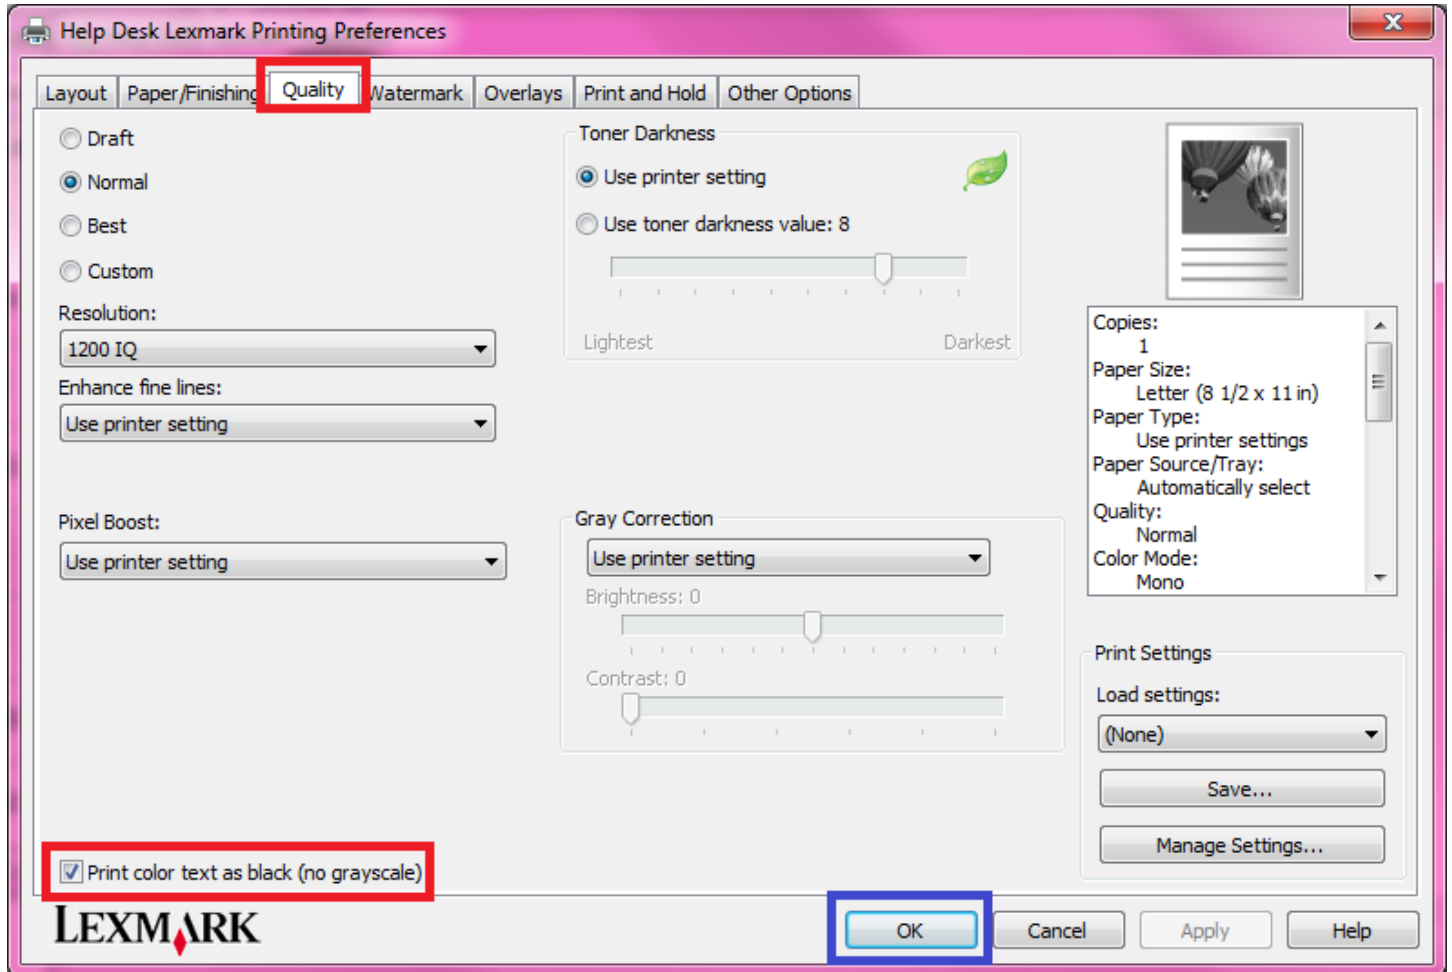 Help Desk Lexmark Printing Preferences
Layout Paper/Finishing Quality Watermark Overlays Print and Hold Other Options
Draft
Normal
Best
Custom
Resolution:
1200 IQ
Enhance fine lines:
Use printer setting
Pixel Boost:
Use printer setting
Print color text as black (no grayscale)
Toner Darkness
Use printer setting
Use toner darkness value: 8
Lightest Darkest
Gray Correction
Use printer setting
Brightness: 0
Contrast: 0
Copies:
1
Paper Size:
Letter (8 1/2 x 11 in)
Paper Type:
Use printer settings
Paper Source/Tray:
Automatically select
Quality:
Normal
Color Mode:
Mono
Print Settings
Load settings:
(None)
Save...
Manage Settings...
LEXMARK
OK Cancel Apply Help